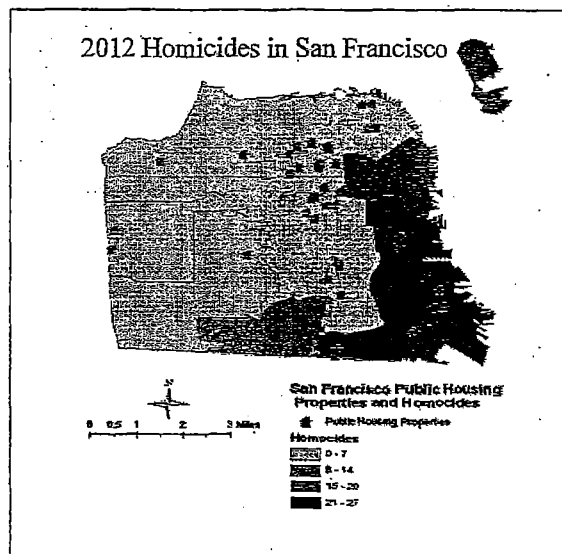 2012 Homicides in San Francisco
N
0 0.5 1 2 3 Miles
San Francisco Public Housing
Properties and Homocides
Public Housing Properties
Homocides
0 - 7
8 - 14
15 - 20
21 - 27